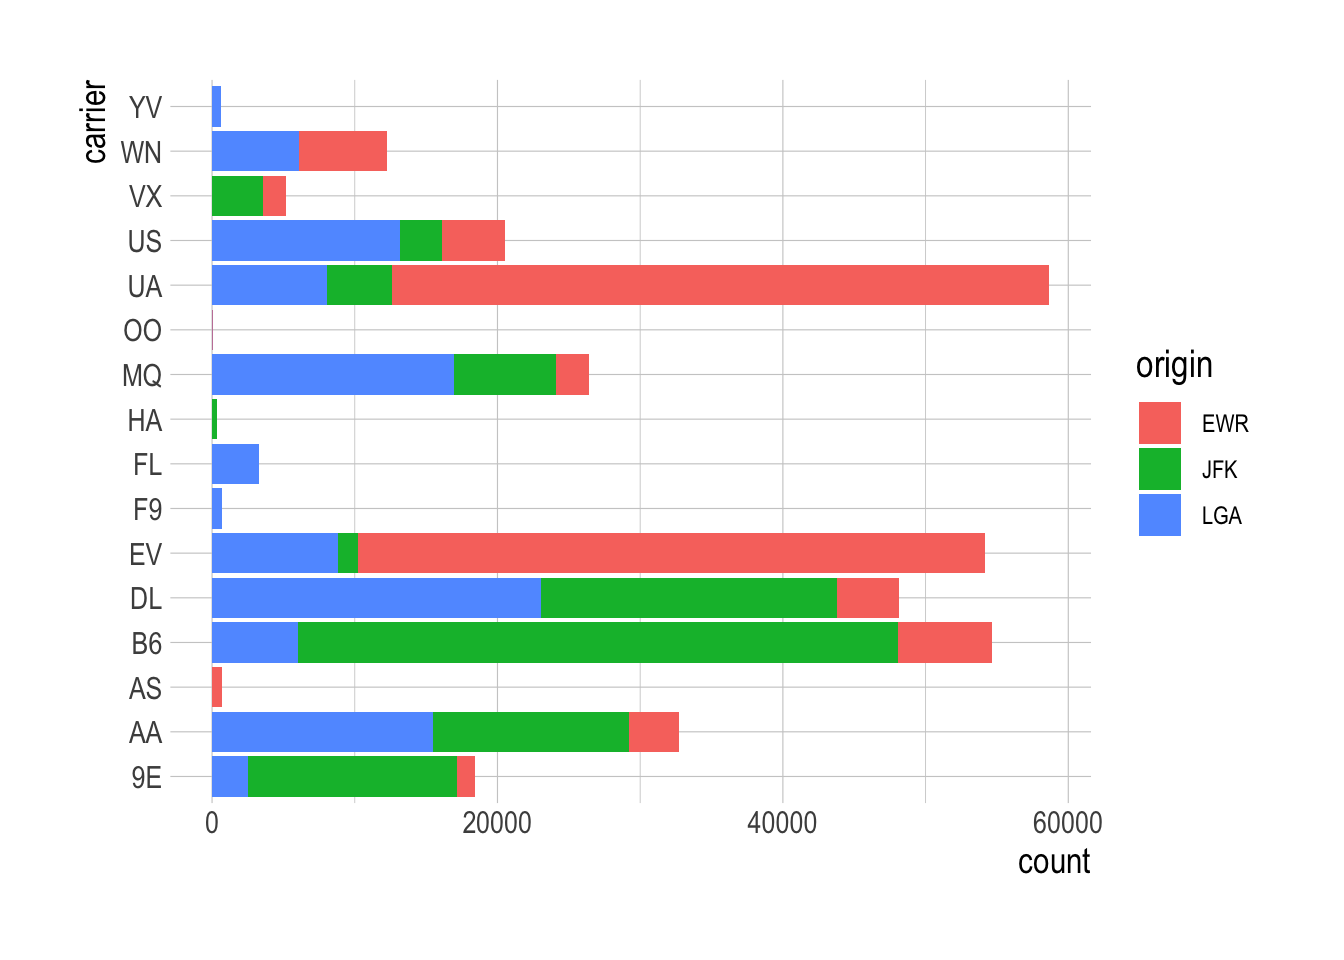 carrier
YV
WN
VX
US
UA
OO
MQ
HA
FL
F9
EV
DL
B6
AS
AA
9E
0 20000 40000 60000
count
origin
EWR
JFK
LGA